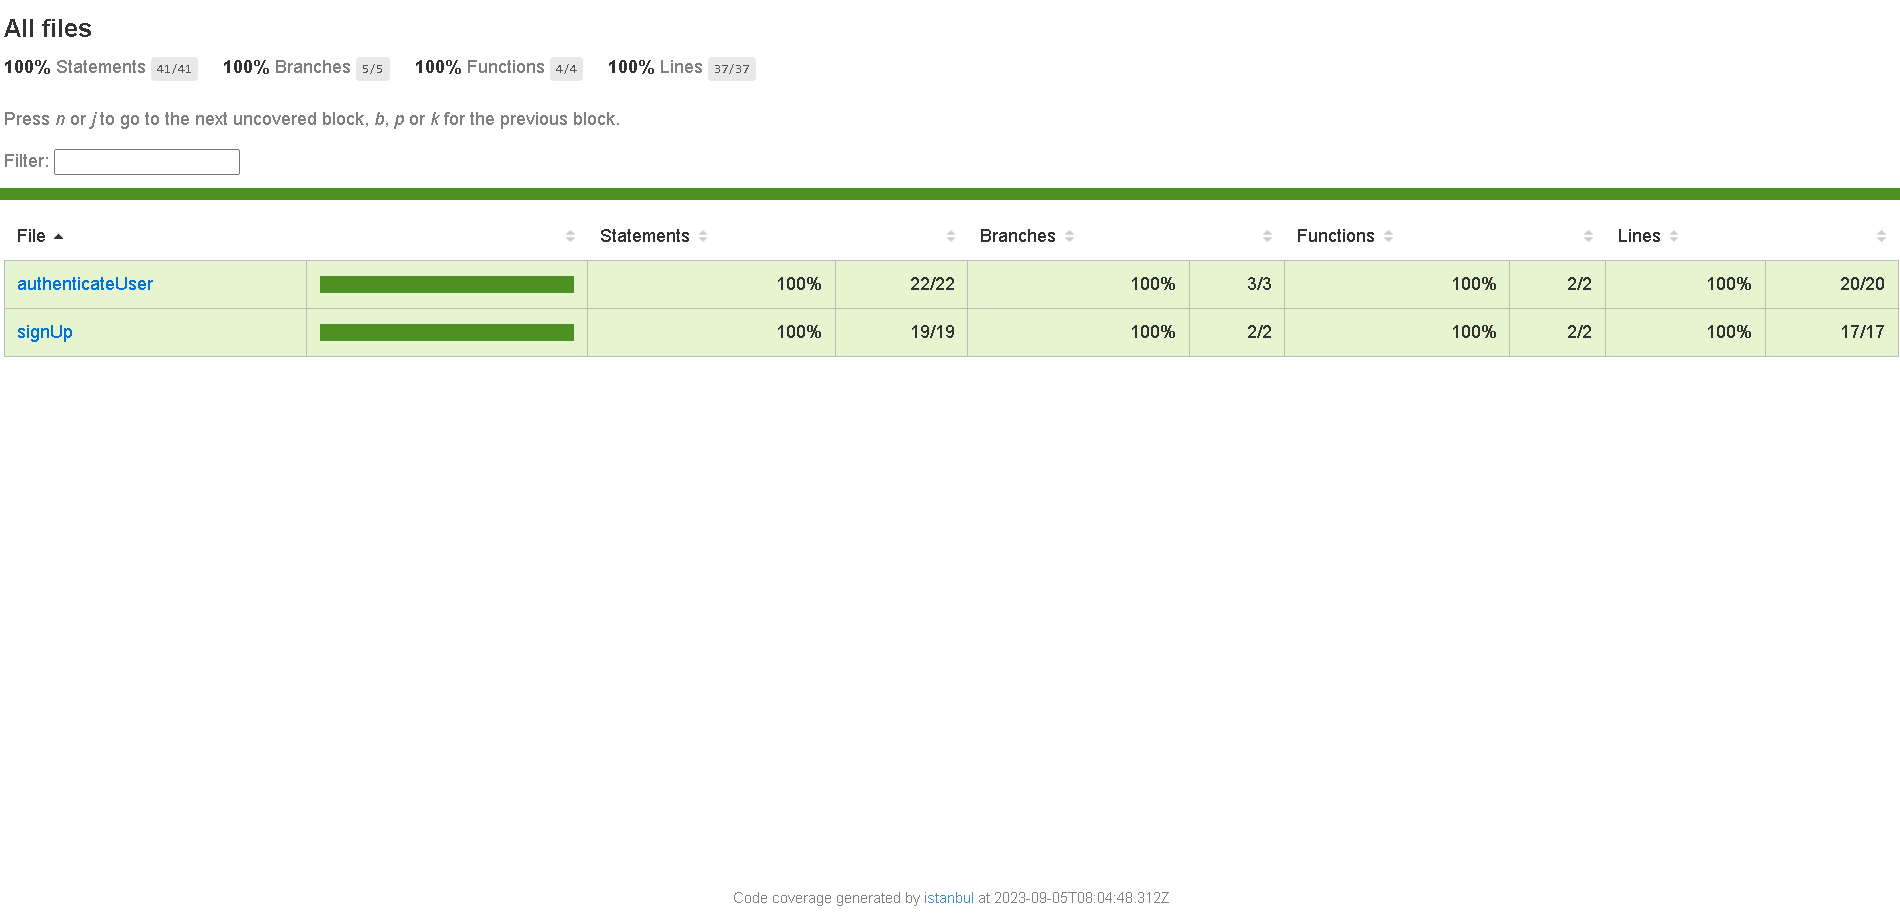 All files
100% Statements 41/41 100% Branches 5/5 100% Functions 4/4 100% Lines 37/37
Press n or j to go to the next uncovered block, b, p or k for the previous block.
Filter:
File Statements Branches Functions Lines
authenticateUser 100% 22/22 100% 3/3 100% 2/2 100% 20/20
signUp 100% 19/19 100% 2/2 100% 2/2 100% 17/17
Code coverage generated by istanbul at 2023-09-05T08:04:48.312Z